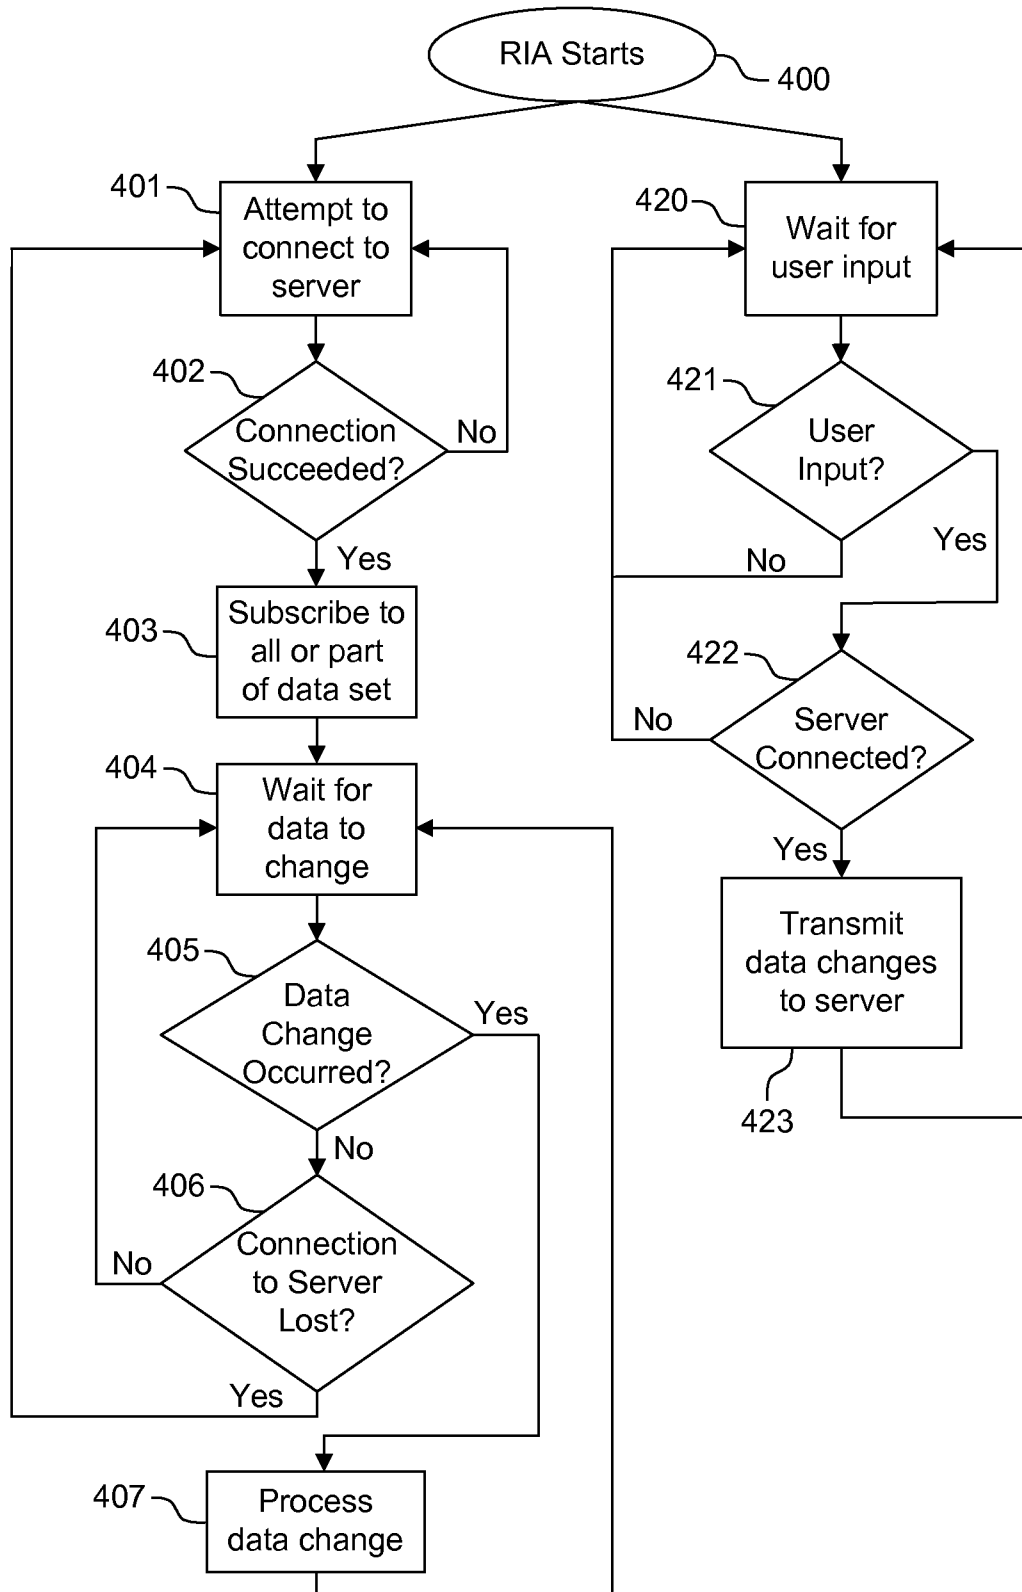 RIA Starts
400
401
Attempt to
connect to
server
402
Connection
Succeeded?
No
Yes
403
Subscribe to
all or part
of data set
404
Wait for
data to
change
405
Data
Change
Occurred?
Yes
No
406
Connection
to Server
Lost?
No
Yes
407
Process
data change
420
Wait for
user input
421
User
Input?
Yes
No
422
Server
Connected?
No
Yes
Transmit
data changes
to server
423